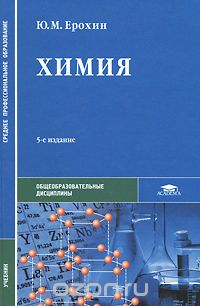 Ю.М.Ерохин
ХИМИЯ
5-е издание
СРЕДНЕЕ ПРОФЕССИОНАЛЬНОЕ ОБРАЗОВАНИЕ
ОБЩЕОБРАЗОВАТЕЛЬНЫЕ
ДИСЦИПЛИНЫ
ACADEMA
УЧЕБНИК